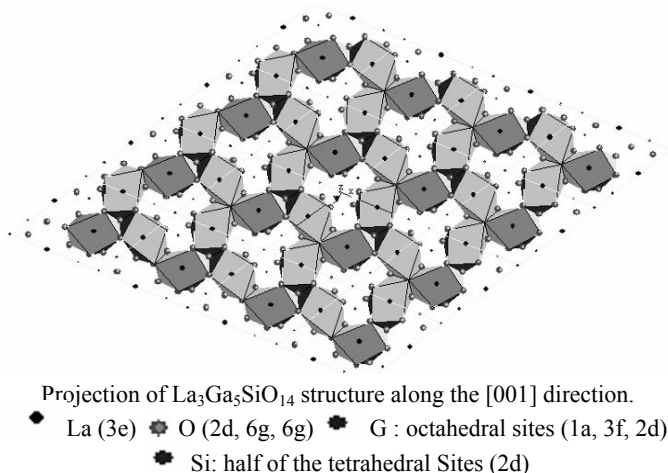 Projection of La₃Ga₅SiO₁₄ structure along the [001] direction.
La (3e) O (2d, 6g, 6g) G : octahedral sites (1a, 3f, 2d)
Si: half of the tetrahedral Sites (2d)